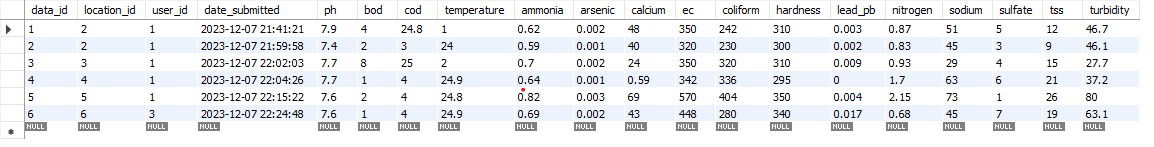 data_id location_id user_id date_submitted ph bod cod temperature ammonia arsenic calcium ec coliform hardness lead_pb nitrogen sodium sulfate tss turbidity
1 2 1 2023-12-07 21:41:21 7.9 4 24.8 1 0.62 0.002 48 350 242 310 0.003 0.87 51 5 12 46.7
2 2 1 2023-12-07 21:59:58 7.4 2 3 24 0.59 0.001 40 320 230 300 0.002 0.83 45 3 9 46.1
3 3 1 2023-12-07 22:02:03 7.7 8 25 2 0.7 0.002 24 350 320 310 0.009 0.93 29 4 15 27.7
4 4 1 2023-12-07 22:04:26 7.7 1 4 24.9 0.64 0.001 0.59 342 336 295 0 1.7 63 6 21 37.2
5 5 1 2023-12-07 22:15:22 7.6 2 4 24.8 0.82 0.003 69 570 404 350 0.004 2.15 73 1 26 80
6 6 3 2023-12-07 22:24:48 7.6 1 4 24.9 0.69 0.002 43 448 280 340 0.017 0.68 45 7 19 63.1
NULL NULL NULL NULL NULL NULL NULL NULL NULL NULL NULL NULL NULL NULL NULL NULL NULL NULL NULL NULL